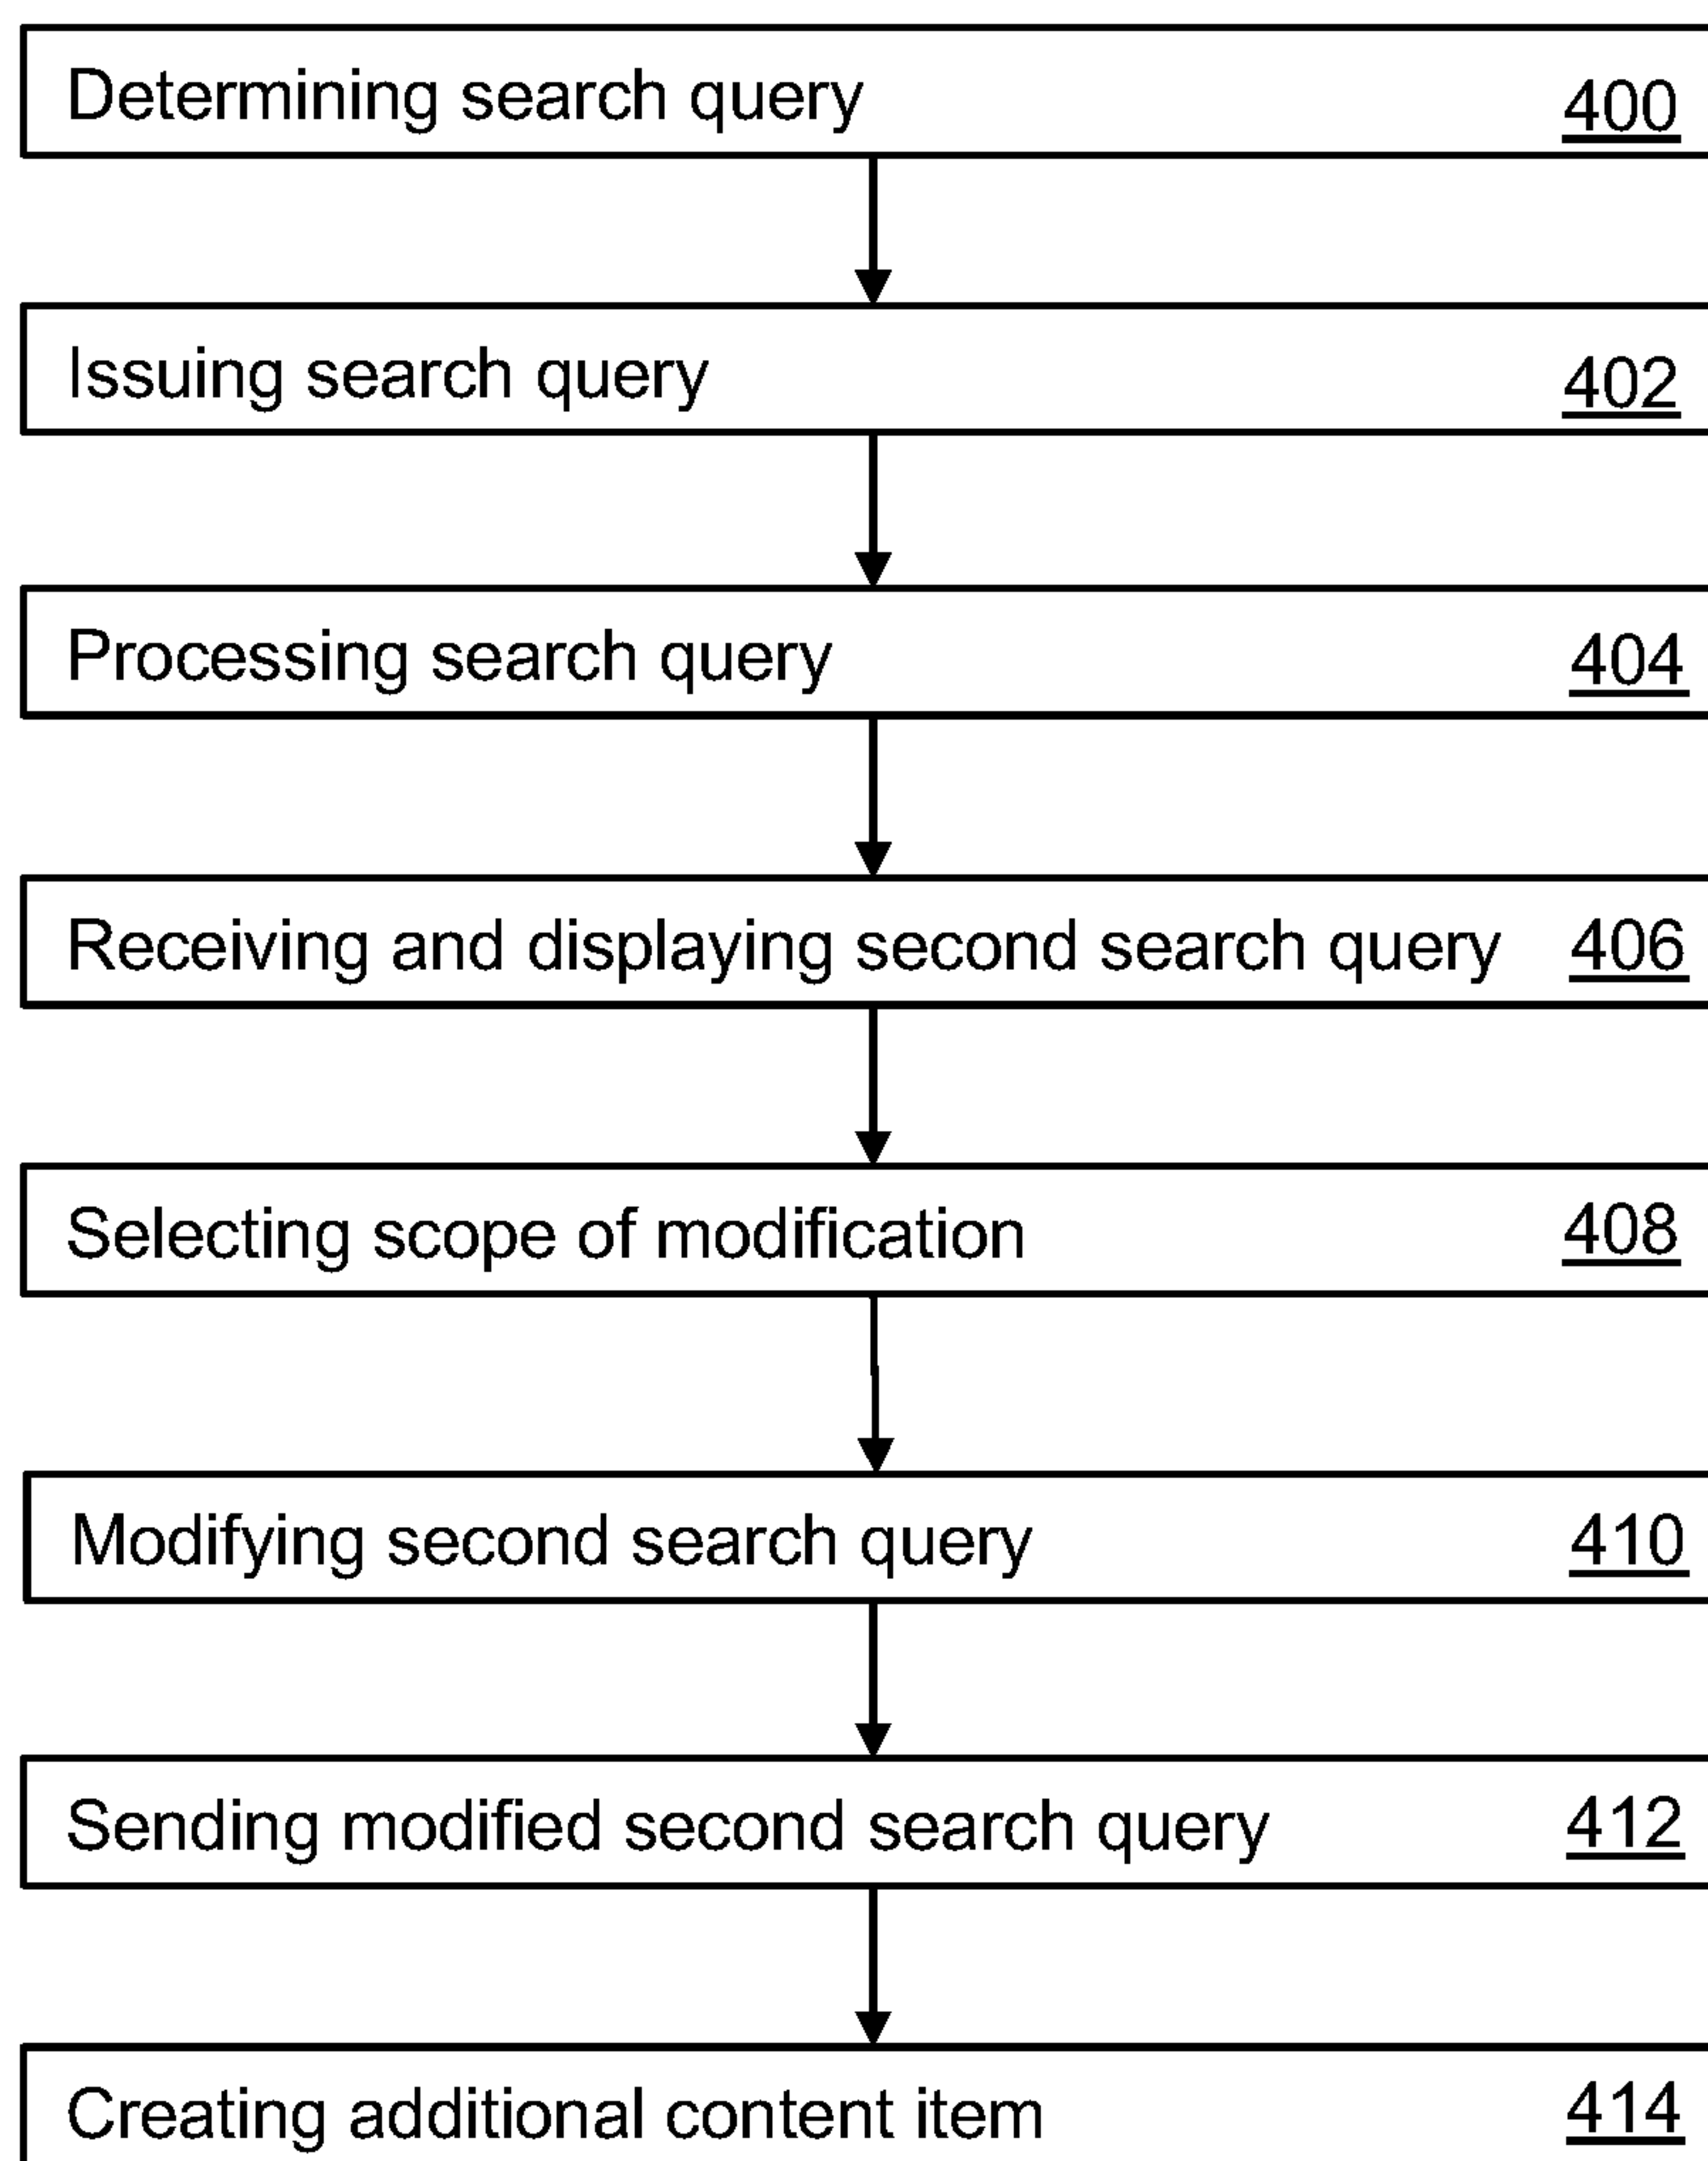 Determining search query 400
Issuing search query 402
Processing search query 404
Receiving and displaying second search query 406
Selecting scope of modification 408
Modifying second search query 410
Sending modified second search query 412
Creating additional content item 414